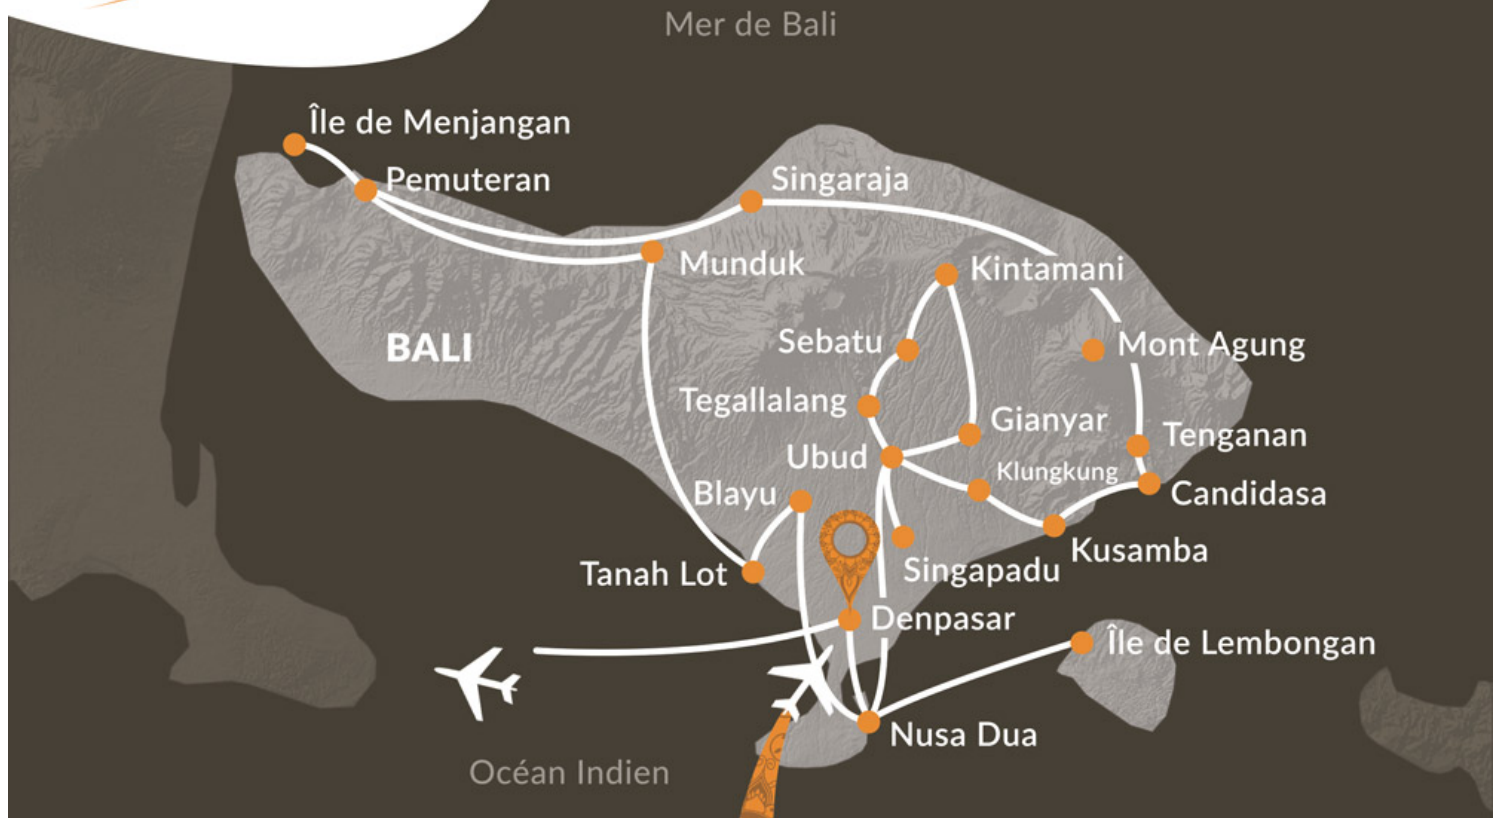 Mer de Bali
Île de Menjangan
Pemuteran
Singaraja
Munduk
Kintamani
BALI
Sebatu
Mont Agung
Tegallalang
Gianyar
Tenganan
Ubud
Klungkung
Blayu
Candidasa
Kusamba
Tanah Lot
Singapadu
Denpasar
Île de Lembongan
Nusa Dua
Océan Indien